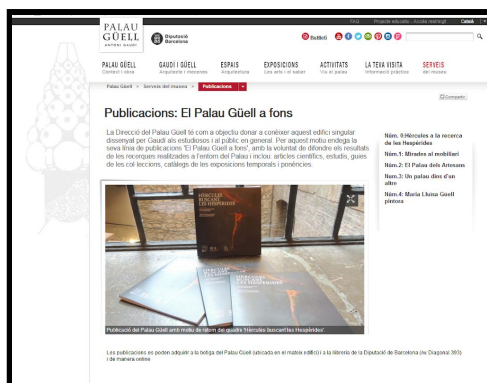 FAQ Projecte educatiu - Accés restringit Català
PALAU GÜELL
ANTONI GAUDÍ
Diputació Barcelona
Butlletí
PALAU GÜELL
Context i obra
GAUDÍ I GÜELL
Arquitecte i mecenes
ESPAIS
Arquitectura
EXPOSICIONS
Les arts i el saber
ACTIVITATS
Viu el palau
LA TEVA VISITA
Informació pràctica
SERVEIS
del museu
Palau Güell > Serveis del museu > Publicacions
Compartir
Publicacions: El Palau Güell a fons
La Direcció del Palau Güell té com a objectiu donar a conèixer aquest edifici singular
dissenyat per Gaudí als estudiosos i al públic en general. Per aquest motiu endega la
seva línia de publicacions 'El Palau Güell a fons', amb la voluntat de difondre els resultats
de les recerques realitzades a l'entorn del Palau i inclou: articles científics, estudis, guies
de les col·leccions, catàlegs de les exposicions temporals i ponències.
Núm. 0:Hèrcules a la recerca
de les Hespèrides
Núm.1: Mirades al mobiliari
Núm.2: El Palau dels Artesans
Núm.3: Un palau dins d'un
altre
Núm.4: Maria Lluïsa Güell
pintora
HÈRCULES
BUSCANT
LES HESPÈRIDES
HÈRCULES
BUSCANT
LES HESPÈRIDES
Publicació del Palau Güell amb motiu de retorn del quadre 'Hèrcules buscant les Hespèrides'
Les publicacions es poden adquirir a la botiga del Palau Güell (ubicada en el mateix edifici) i a la llibreria de la Diputació de Barcelona (Av. Diagonal 393)
i de manera online